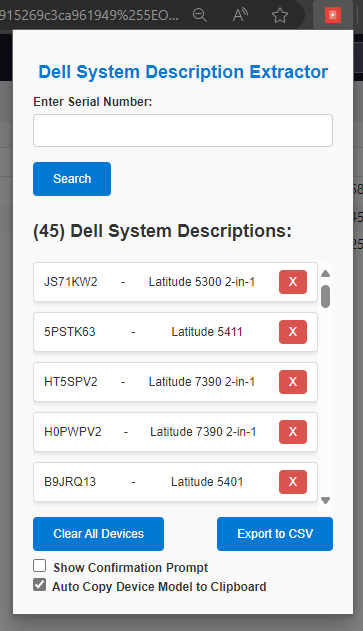 915269c3ca961949%255EO...
Dell System Description Extractor
Enter Serial Number:
Search
(45) Dell System Descriptions:
JS71KW2 - Latitude 5300 2-in-1 X
5PSTK63 - Latitude 5411 X
HT5SPV2 - Latitude 7390 2-in-1 X
H0PWPV2 - Latitude 7390 2-in-1 X
B9JRQ13 - Latitude 5401 X
Clear All Devices Export to CSV
Show Confirmation Prompt
Auto Copy Device Model to Clipboard